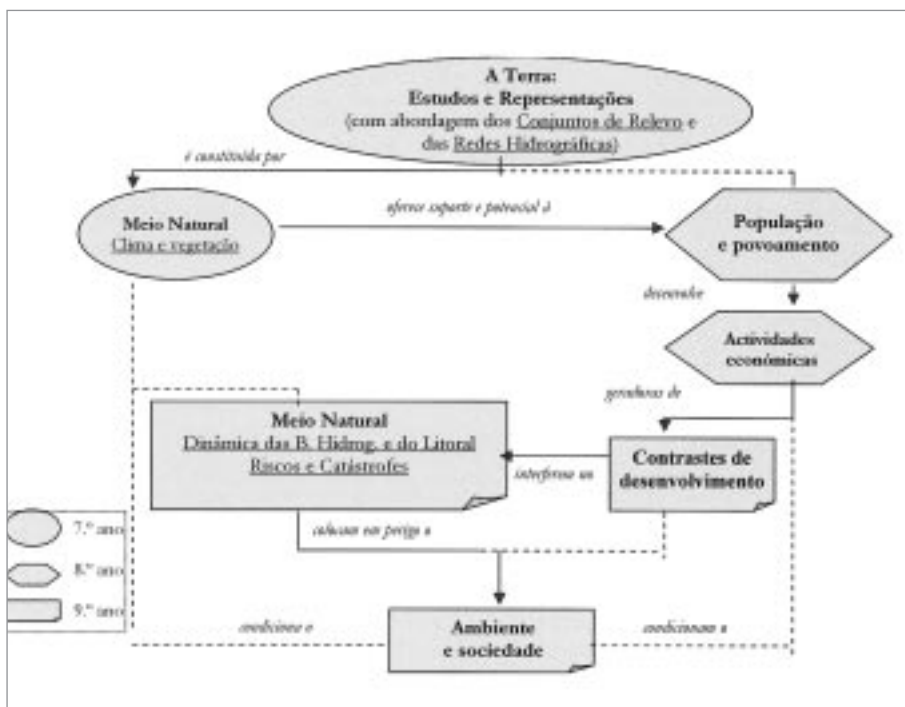 A Terra:
Estudos e Representações
(com abordagem dos Conjuntos de Relevo e
das Redes Hidrográficas)
é constituída por
Meio Natural
Clima e vegetação
oferece suporte e potencial à
População
e povoamento
desenvolve
Actividades
económicas
geradoras de
Meio Natural
Dinâmica das B. Hidrog. e do Litoral
Riscos e Catástrofes
interferem no
Contrastes de
desenvolvimento
colocam em perigo o
7.º ano
8.º ano
9.º ano
condiciona o
Ambiente
e sociedade
condicionam o